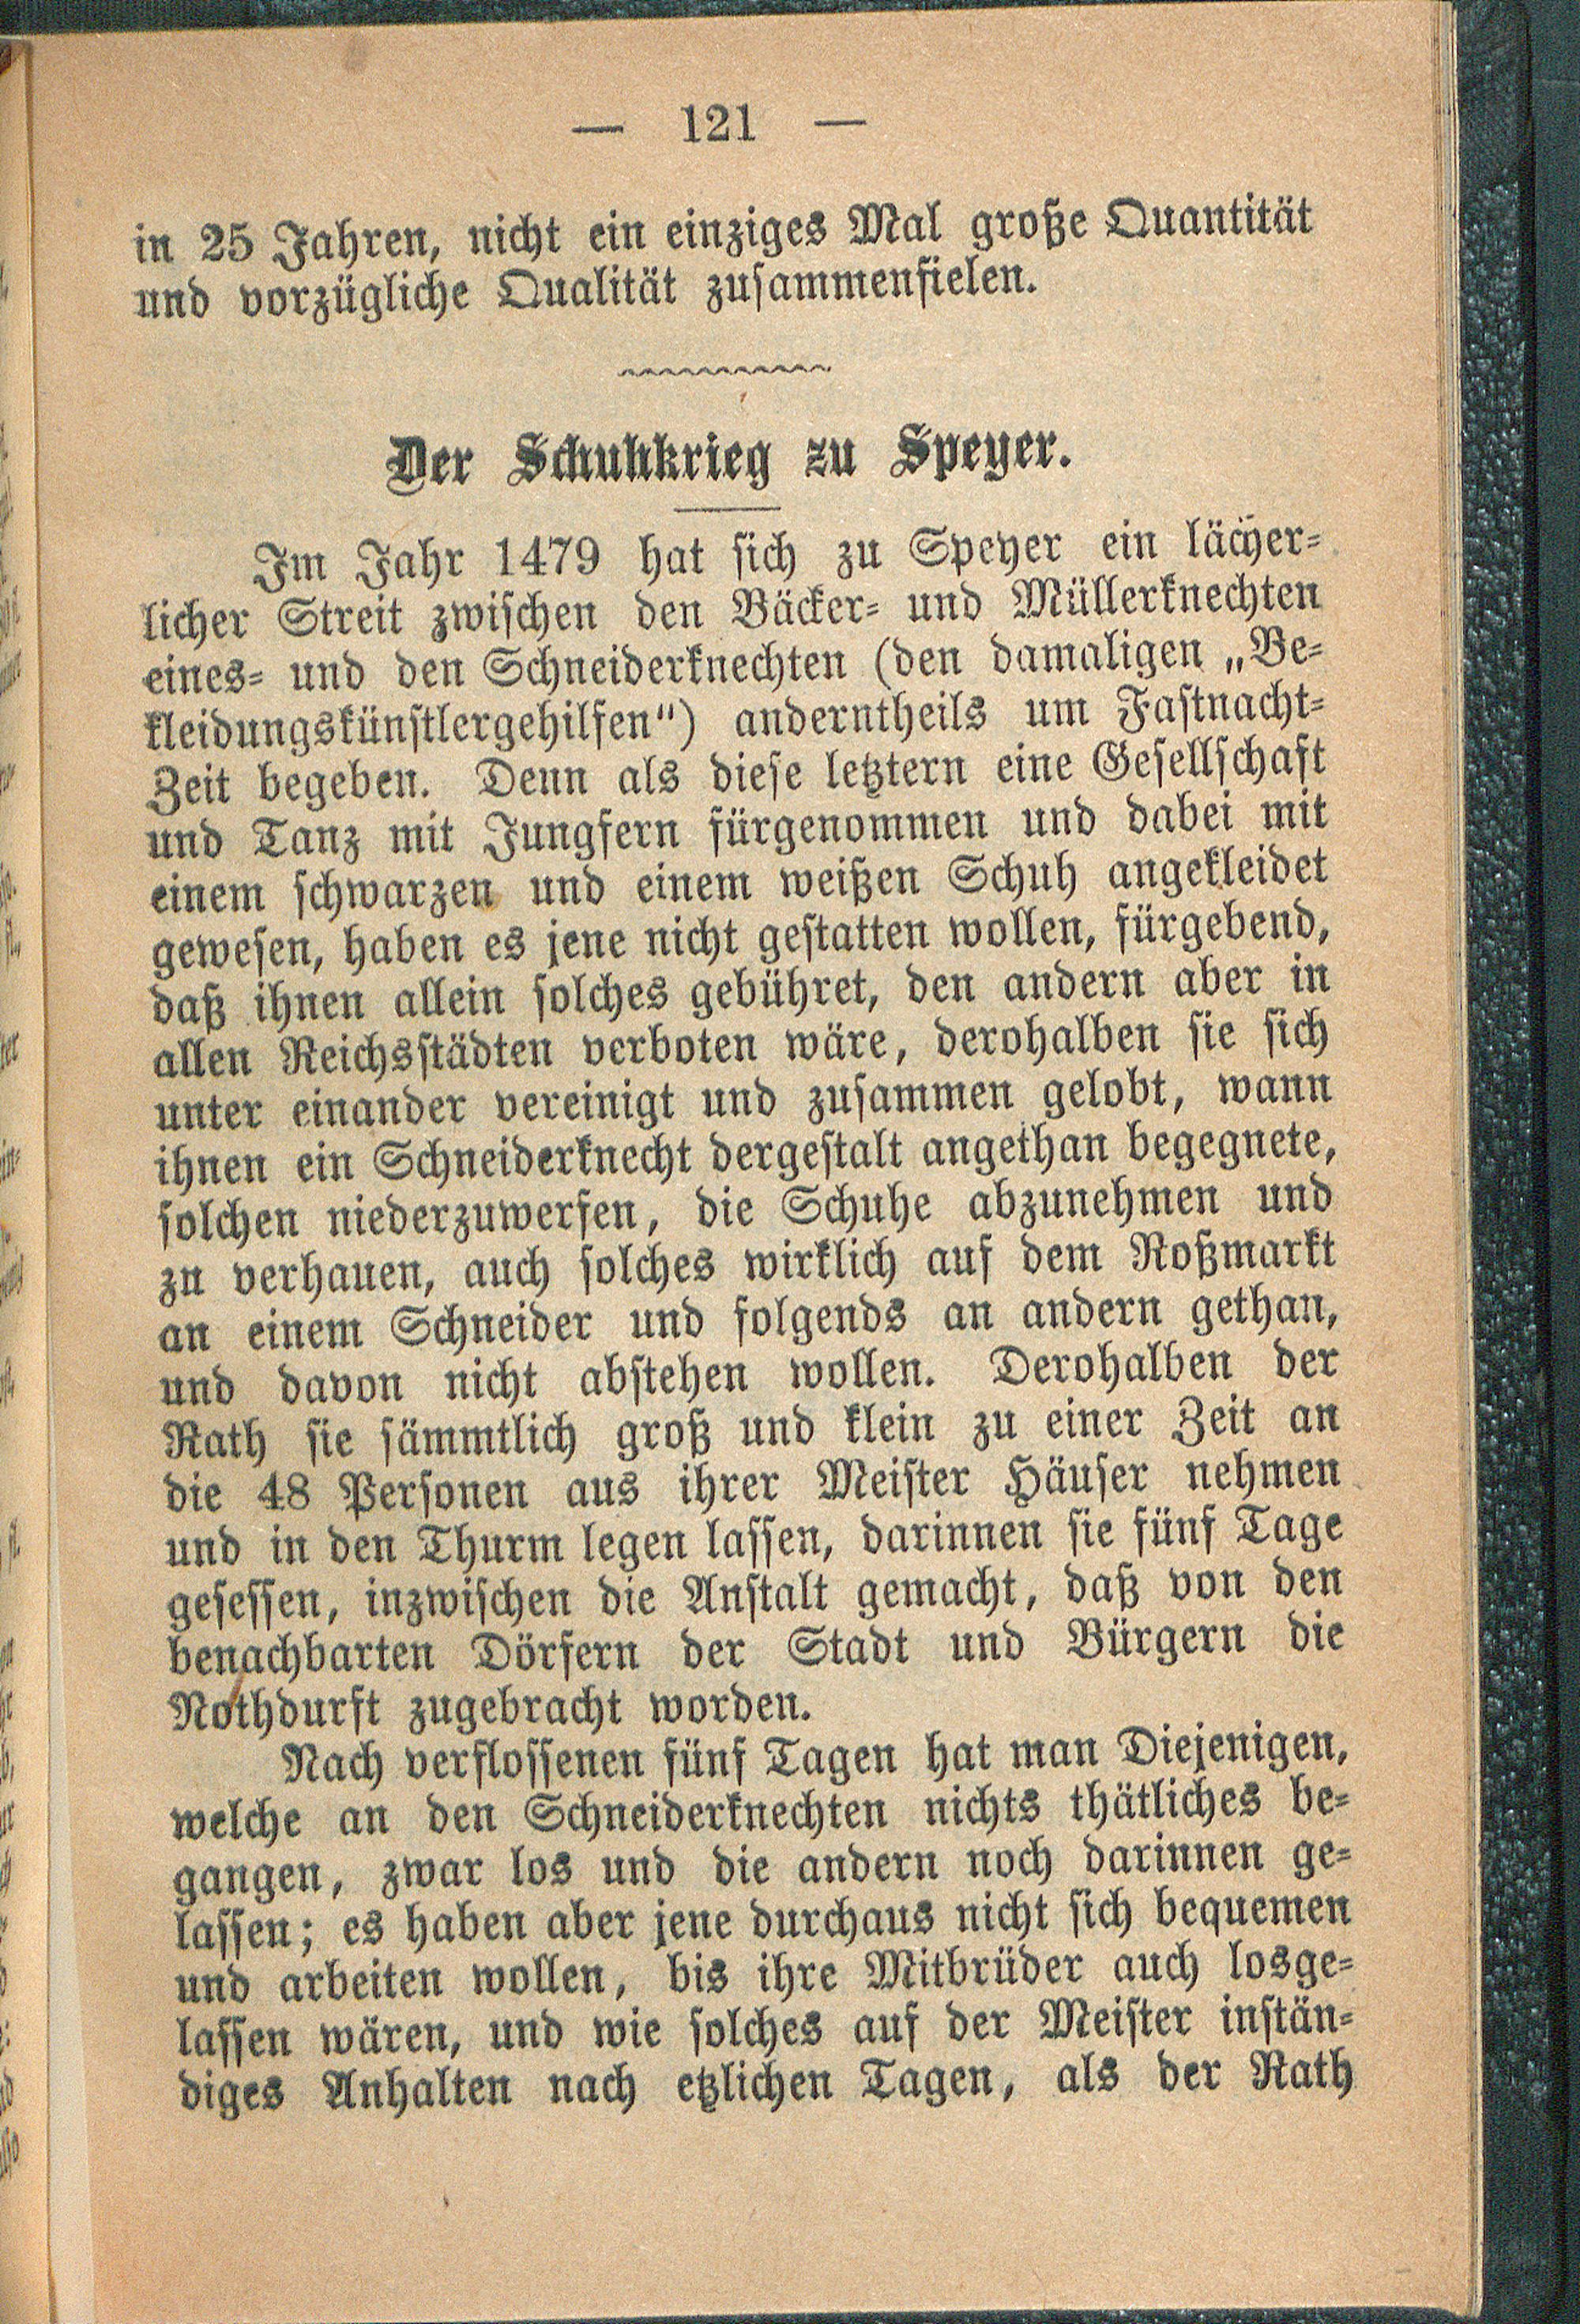 — 121 —
in 25 Jahren, nicht ein einziges Mal große Quantität
und vorzügliche Qualität zusammenfielen.
Der Schuhkrieg zu Speyer.
Im Jahr 1479 hat sich zu Speyer ein lächer-
licher Streit zwischen den Bäcker- und Müllerknechten
eines- und den Schneiderknechten (den damaligen „Be-
kleidungskünstlergehilfen“) anderntheils um Fastnacht-
Zeit begeben. Denn als diese letztern eine Gesellschaft
und Tanz mit Jungfern fürgenommen und dabei mit
einem schwarzen und einem weißen Schuh angekleidet
gewesen, haben es jene nicht gestatten wollen, fürgebend,
daß ihnen allein solches gebühret, den andern aber in
allen Reichsstädten verboten wäre, derohalben sie sich
unter einander vereinigt und zusammen gelobt, wann
ihnen ein Schneiderknecht dergestalt angethan begegnete,
solchen niederzuwerfen, die Schuhe abzunehmen und
zu verhauen, auch solches wirklich auf dem Roßmarkt
an einem Schneider und folgends an andern gethan,
und davon nicht abstehen wollen. Derohalben der
Rath sie sämmtlich groß und klein zu einer Zeit an
die 48 Personen aus ihrer Meister Häuser nehmen
und in den Thurm legen lassen, darinnen sie fünf Tage
gesessen, inzwischen die Anstalt gemacht, daß von den
benachbarten Dörfern der Stadt und Bürgern die
Nothdurft zugebracht worden.
Nach verflossenen fünf Tagen hat man Diejenigen,
welche an den Schneiderknechten nichts thätliches be-
gangen, zwar los und die andern noch darinnen ge-
lassen; es haben aber jene durchaus nicht sich bequemen
und arbeiten wollen, bis ihre Mitbrüder auch losge-
lassen wären, und wie solches auf der Meister instän-
diges Anhalten nach etzlichen Tagen, als der Rath